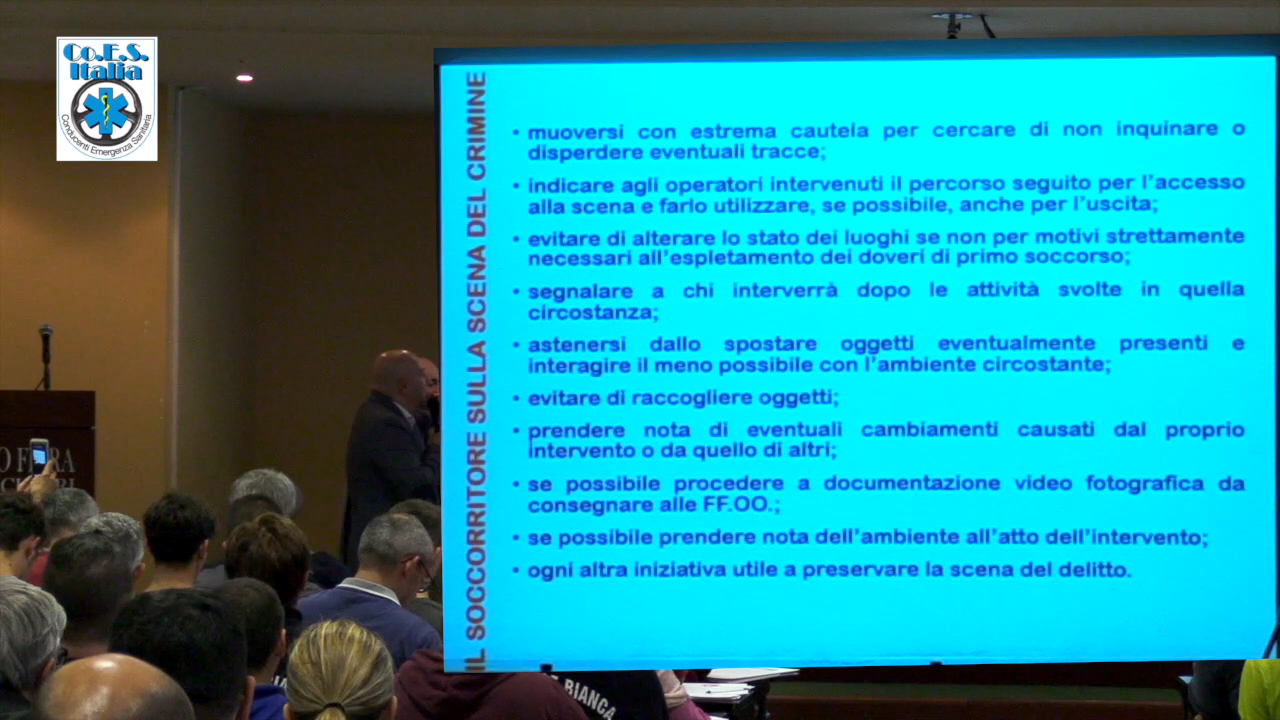 Co.E.S.
Italia
Conducenti Emergenza Sanitaria
IL SOCCORRITORE SULLA SCENA DEL CRIMINE
• muoversi con estrema cautela per cercare di non inquinare o
disperdere eventuali tracce;
• indicare agli operatori intervenuti il percorso seguito per l'accesso
alla scena e farlo utilizzare, se possibile, anche per l'uscita;
• evitare di alterare lo stato dei luoghi se non per motivi strettamente
necessari all'espletamento dei doveri di primo soccorso;
• segnalare a chi interverrà dopo le attività svolte in quella
circostanza;
• astenersi dallo spostare oggetti eventualmente presenti e
interagire il meno possibile con l'ambiente circostante;
• evitare di raccogliere oggetti;
• prendere nota di eventuali cambiamenti causati dal proprio
intervento o da quello di altri;
• se possibile procedere a documentazione video fotografica da
consegnare alle FF.OO.;
• se possibile prendere nota dell'ambiente all'atto dell'intervento;
• ogni altra iniziativa utile a preservare la scena del delitto.
BIANCA